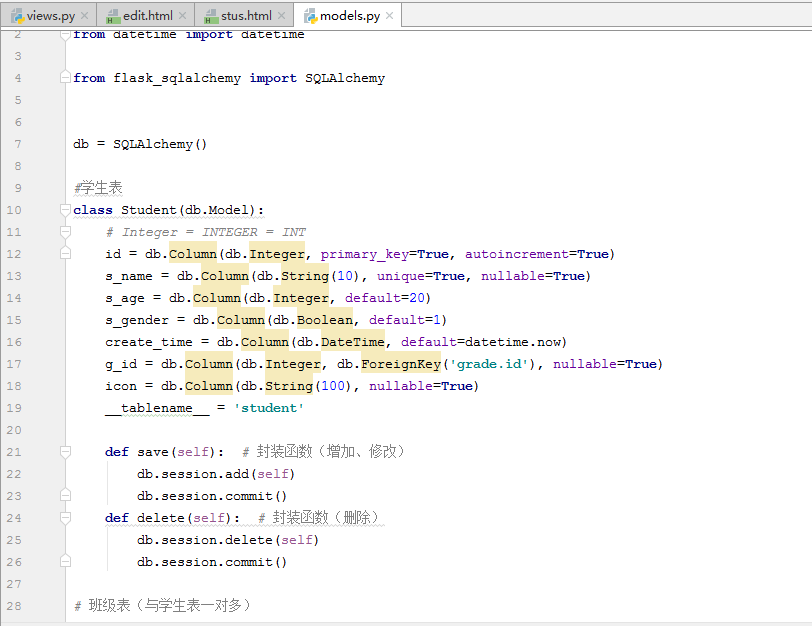 views.py edit.html stus.html models.py
2 from datetime import datetime
3
4 from flask_sqlalchemy import SQLAlchemy
5
6
7 db = SQLAlchemy()
8
9 #学生表
10 class Student(db.Model):
11 # Integer = INTEGER = INT
12 id = db.Column(db.Integer, primary_key=True, autoincrement=True)
13 s_name = db.Column(db.String(10), unique=True, nullable=True)
14 s_age = db.Column(db.Integer, default=20)
15 s_gender = db.Column(db.Boolean, default=1)
16 create_time = db.Column(db.DateTime, default=datetime.now)
17 g_id = db.Column(db.Integer, db.ForeignKey('grade.id'), nullable=True)
18 icon = db.Column(db.String(100), nullable=True)
19 __tablename__ = 'student'
20
21 def save(self): # 封装函数（增加、修改）
22 db.session.add(self)
23 db.session.commit()
24 def delete(self): # 封装函数（删除）
25 db.session.delete(self)
26 db.session.commit()
27
28 # 班级表（与学生表一对多）